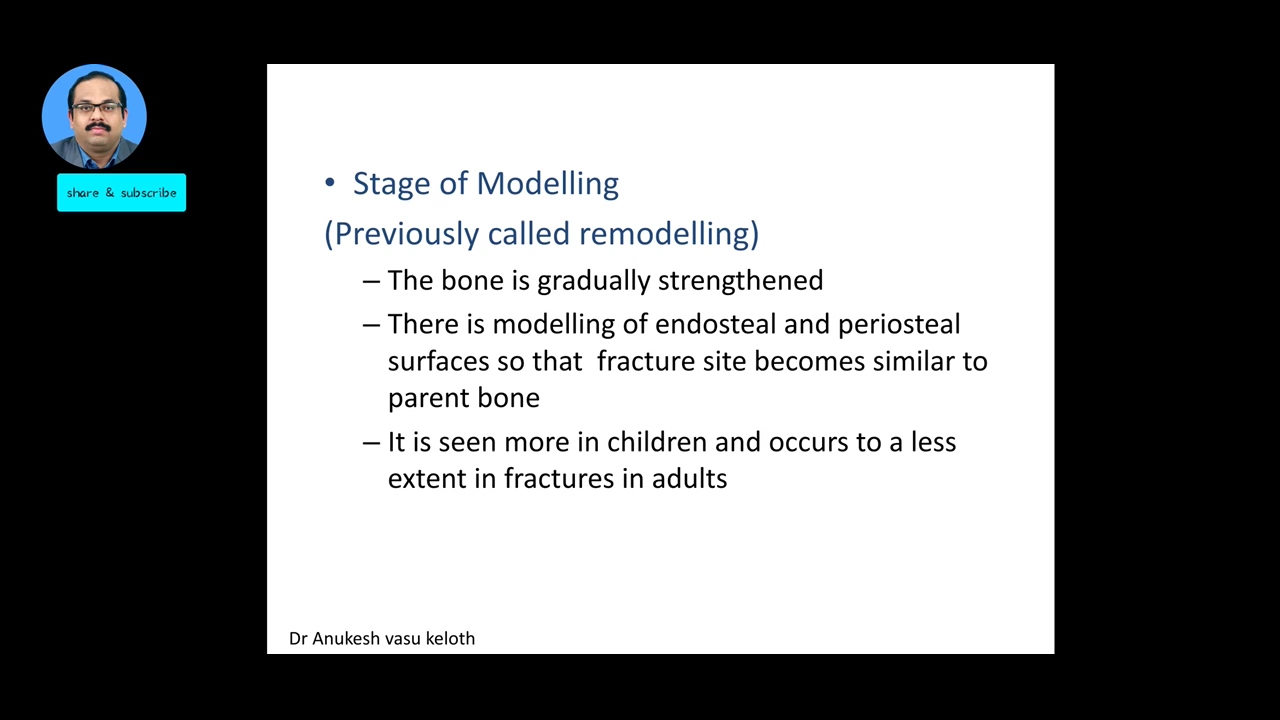 share & subscribe
• Stage of Modelling
(Previously called remodelling)
– The bone is gradually strengthened
– There is modelling of endosteal and periosteal
surfaces so that fracture site becomes similar to
parent bone
– It is seen more in children and occurs to a less
extent in fractures in adults
Dr Anukesh vasu keloth